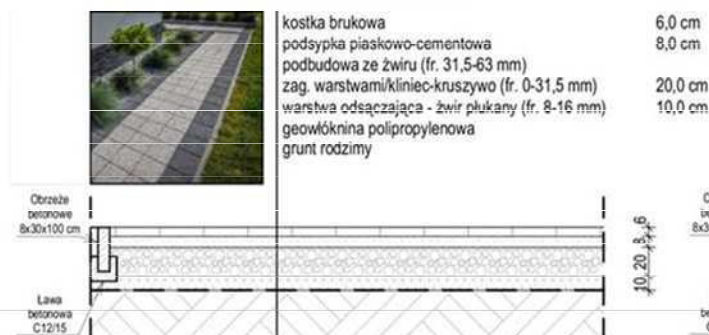 kostka brukowa 6,0 cm
podsypka piaskowo-cementowa 8,0 cm
podbudowa ze żwiru (fr. 31,5-63 mm)
zag. warstwami/kliniec-kruszywo (fr. 0-31,5 mm) 20,0 cm
warstwa odsączająca - żwir płukany (fr. 8-16 mm) 10,0 cm
geowłóknina polipropylenowa
grunt rodzimy
Obrzeże
betonowe
8x30x100 cm
10 20 8 6
Ława
betonowa
C12/15